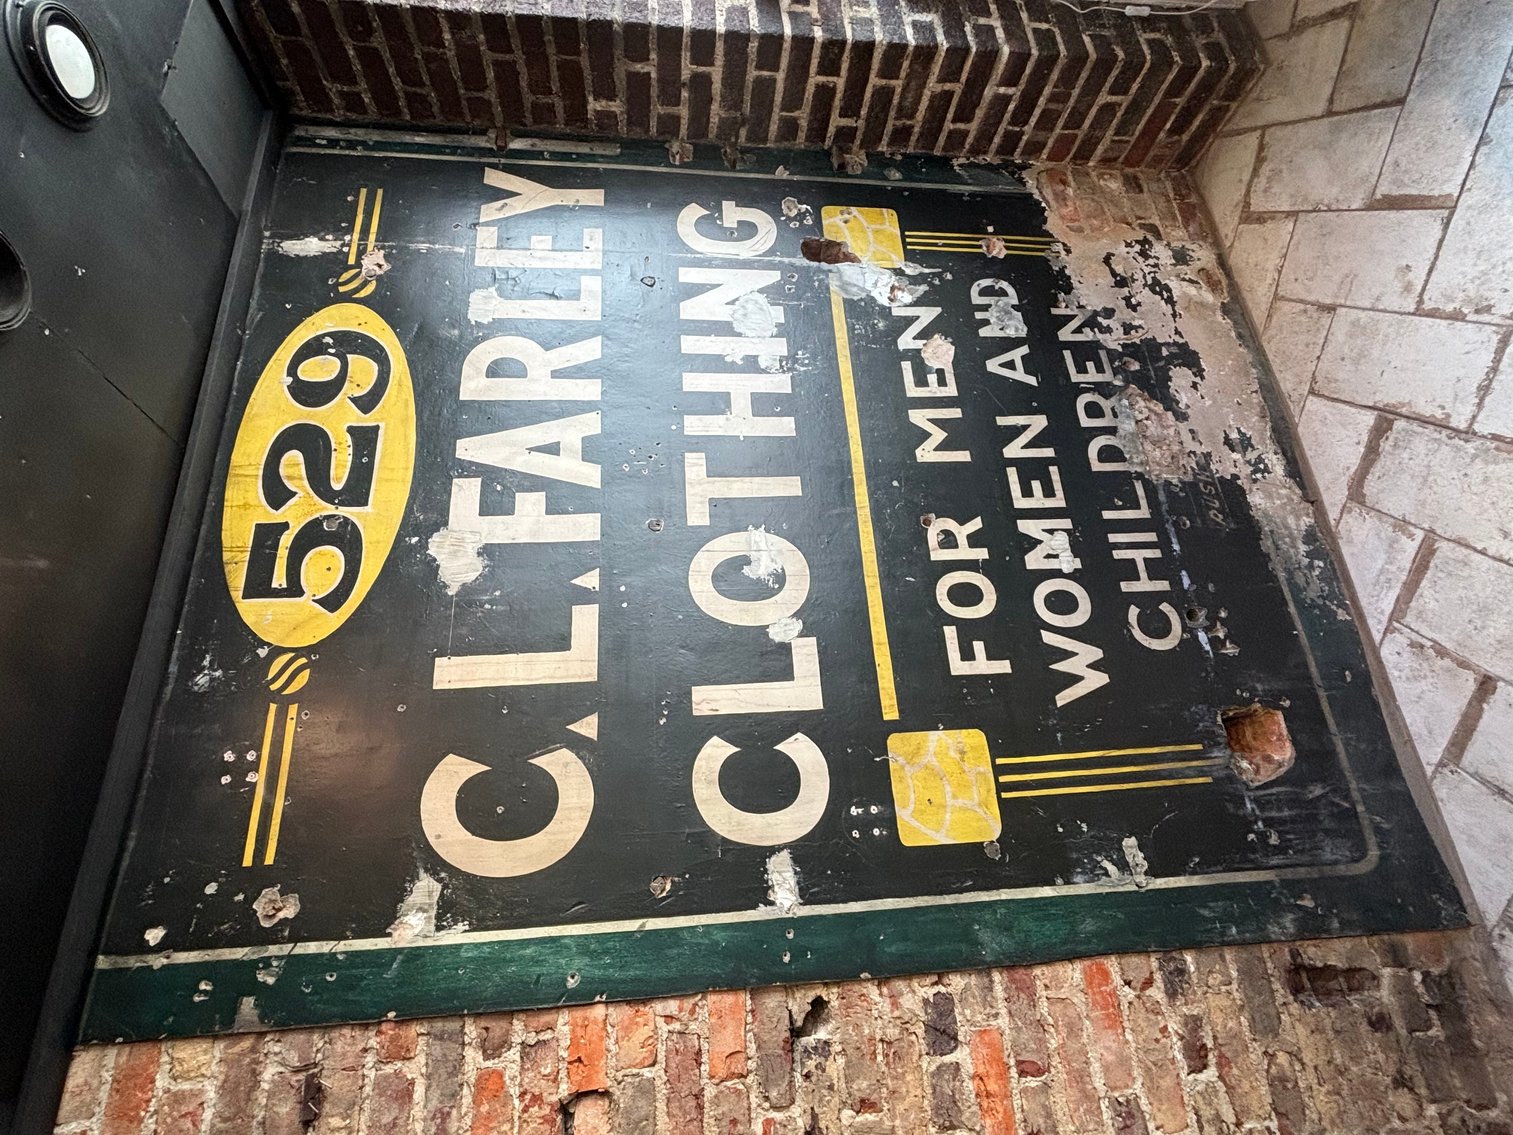 529
C.L. FARLEY
CLOTHING
FOR MEN
WOMEN AND
CHILDREN